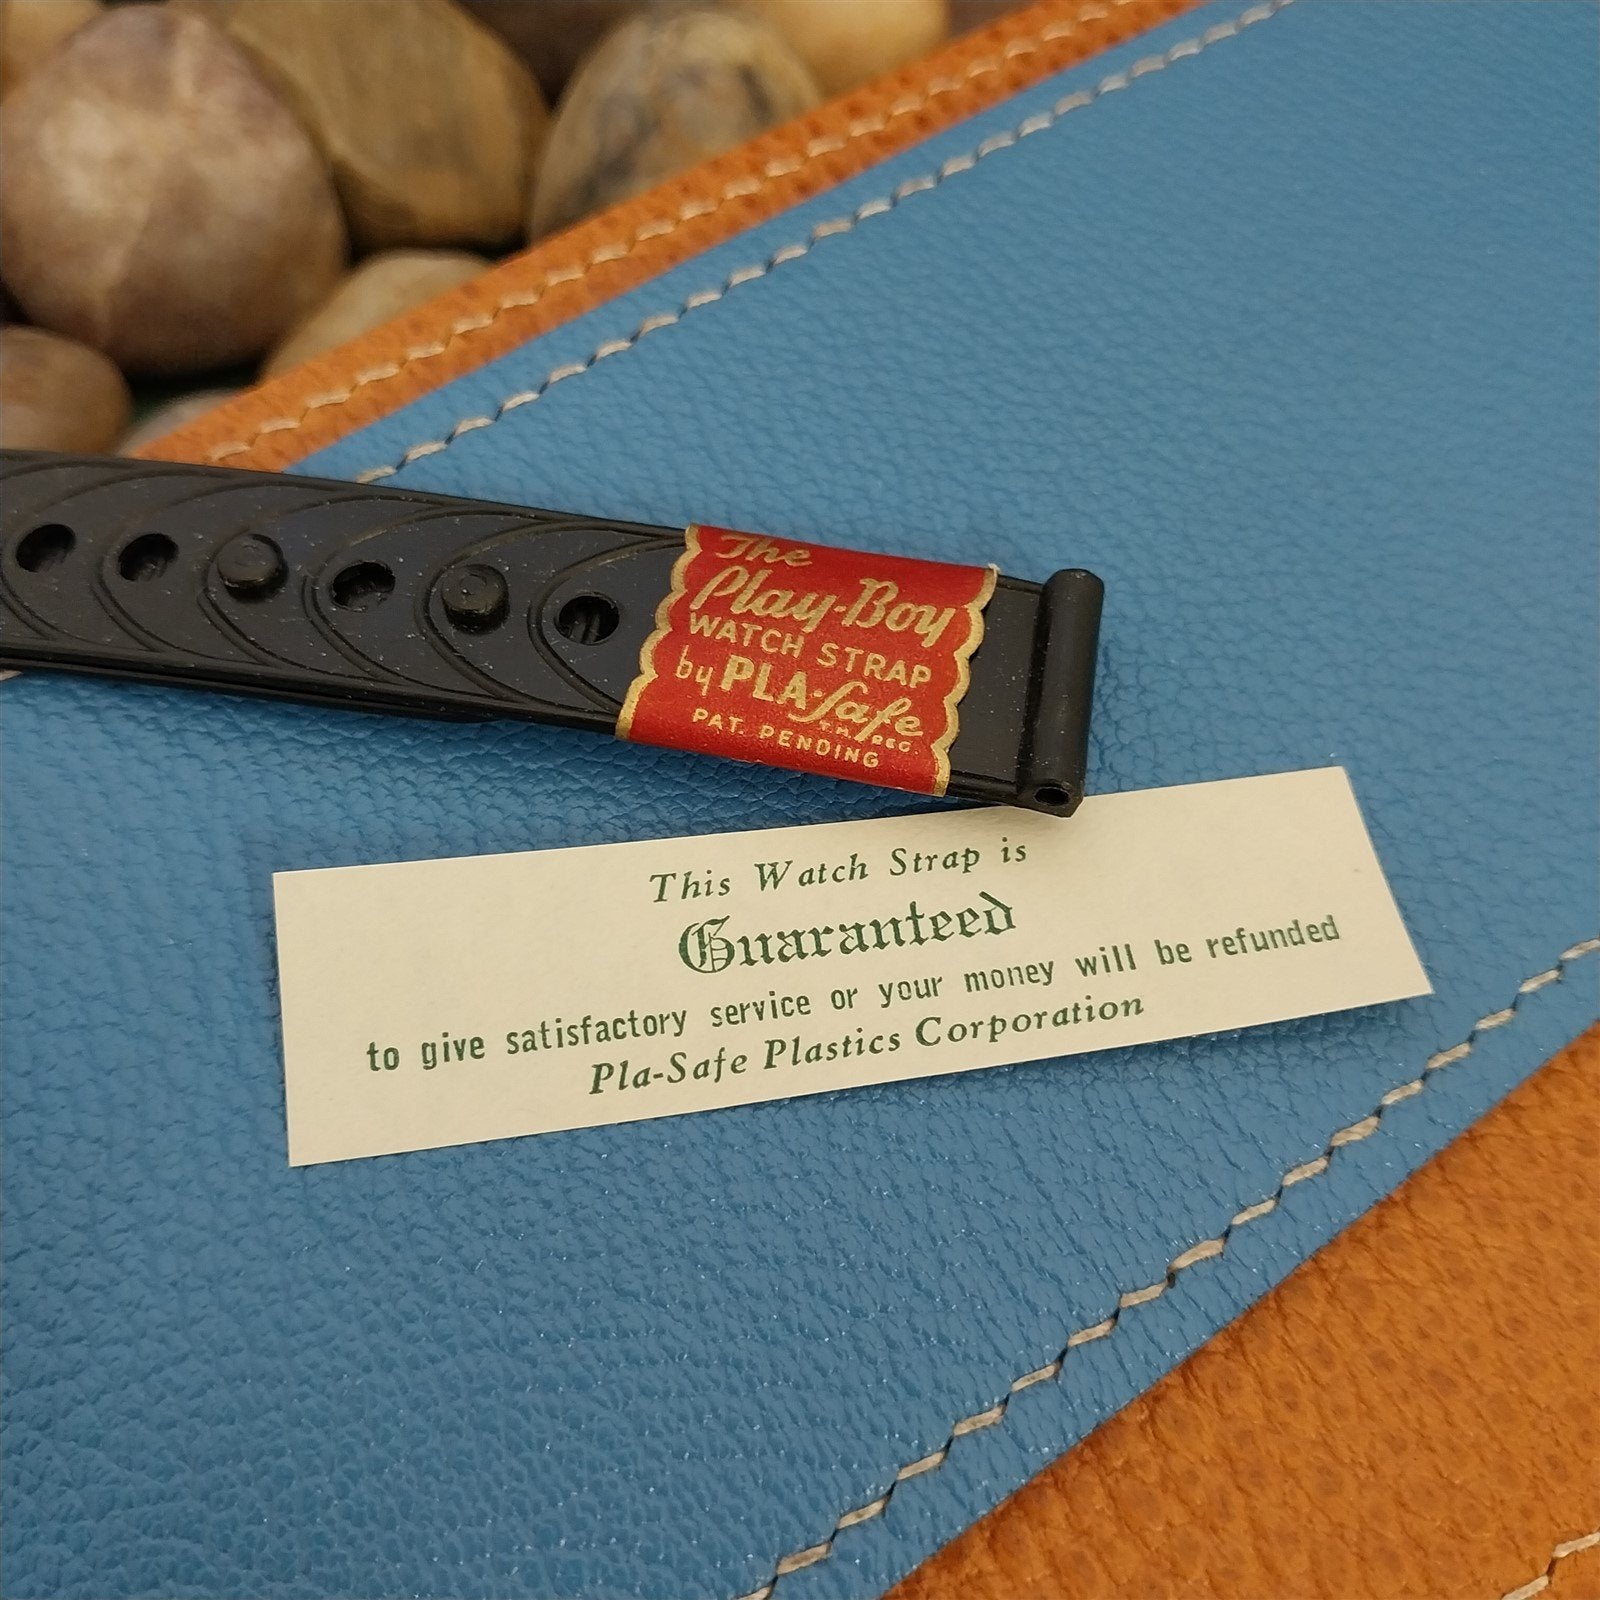 The
Play-Boy
WATCH STRAP
by PLA-Safe
T.M. REG.
PAT. PENDING
This Watch Strap is
Guaranteed
to give satisfactory service or your money will be refunded
Pla-Safe Plastics Corporation